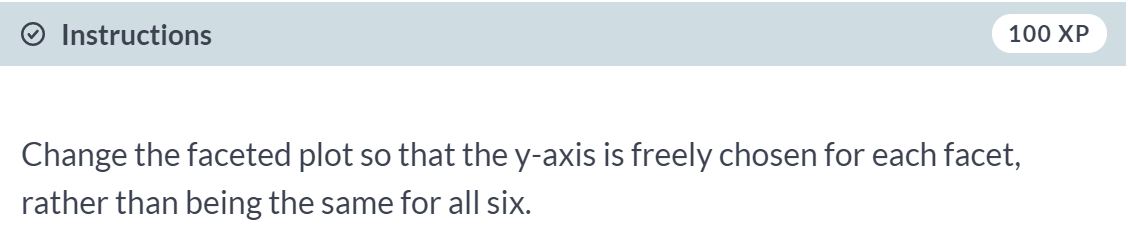 Instructions
100 XP
Change the faceted plot so that the y-axis is freely chosen for each facet,
rather than being the same for all six.